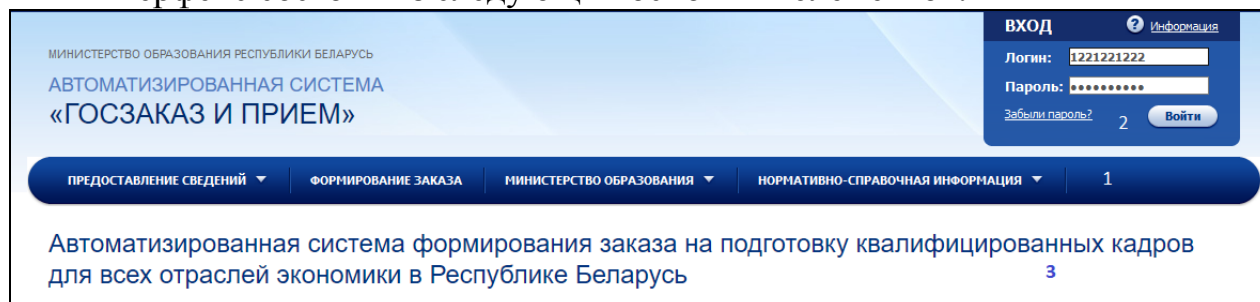 ВХОД
Информация
МИНИСТЕРСТВО ОБРАЗОВАНИЯ РЕСПУБЛИКИ БЕЛАРУСЬ
Логин: 1221221222
АВТОМАТИЗИРОВАННАЯ СИСТЕМА
Пароль: ••••••••••
«ГОСЗАКАЗ И ПРИЕМ»
Забыли пароль? 2 Войти
ПРЕДОСТАВЛЕНИЕ СВЕДЕНИЙ ФОРМИРОВАНИЕ ЗАКАЗА МИНИСТЕРСТВО ОБРАЗОВАНИЯ НОРМАТИВНО-СПРАВОЧНАЯ ИНФОРМАЦИЯ 1
Автоматизированная система формирования заказа на подготовку квалифицированных кадров
для всех отраслей экономики в Республике Беларусь 3